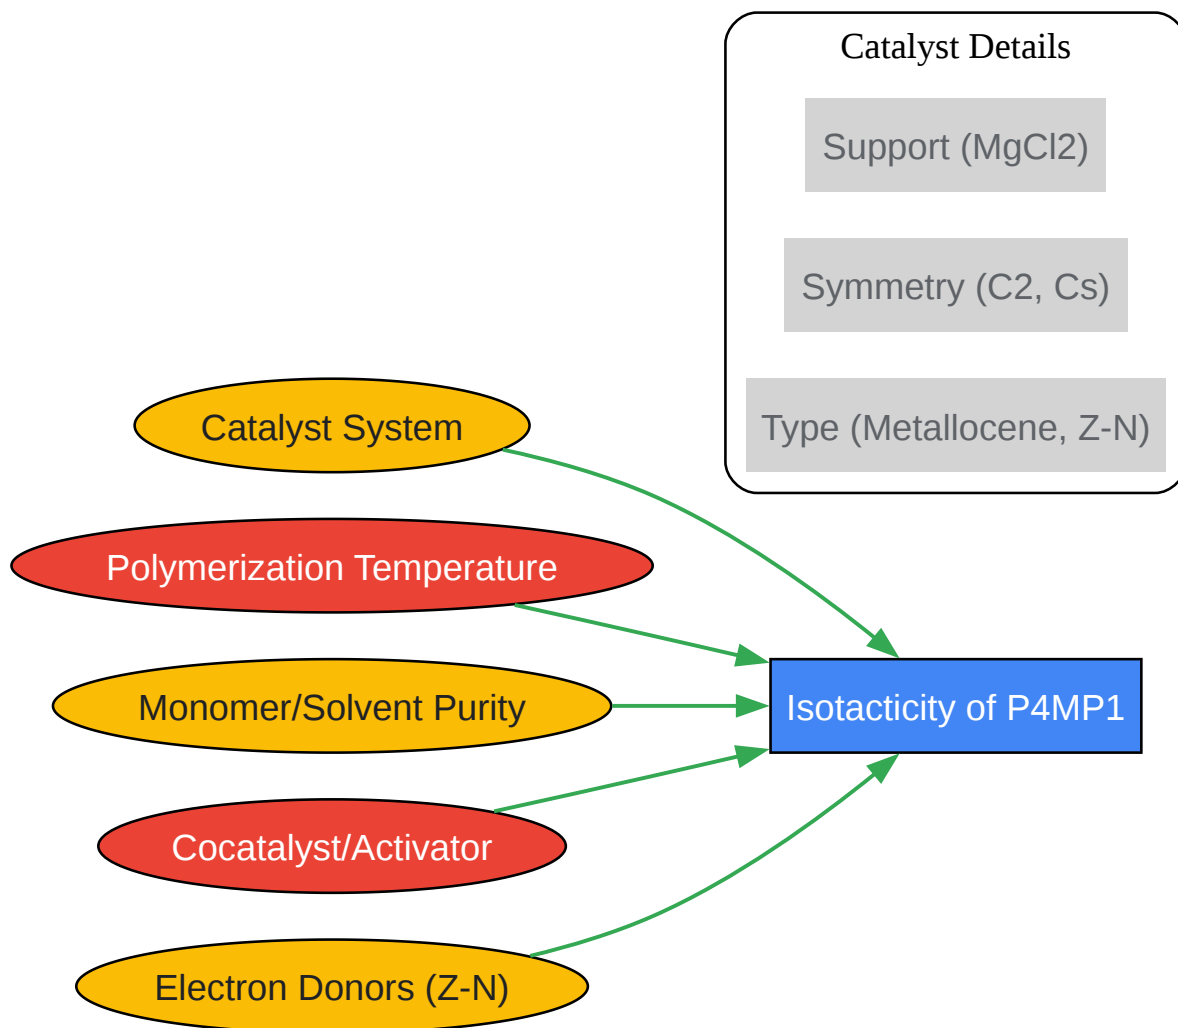 Catalyst Details
Support (MgCl2)
Symmetry (C2, Cs)
Type (Metallocene, Z-N)
Catalyst System
Polymerization Temperature
Monomer/Solvent Purity
Isotacticity of P4MP1
Cocatalyst/Activator
Electron Donors (Z-N)